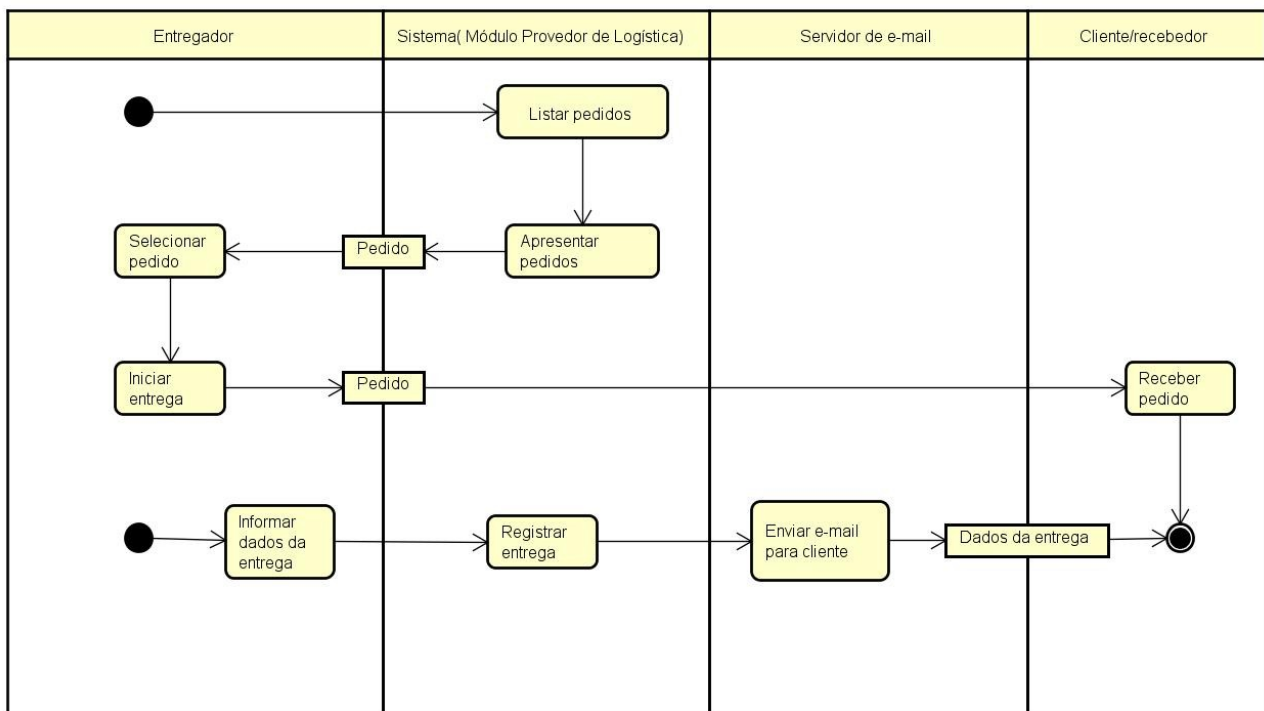 Entregador
Sistema( Módulo Provedor de Logística)
Servidor de e-mail
Cliente/recebedor
Listar pedidos
Selecionar
pedido
Pedido
Apresentar
pedidos
Iniciar
entrega
Pedido
Receber
pedido
Informar
dados da
entrega
Registrar
entrega
Enviar e-mail
para cliente
Dados da entrega